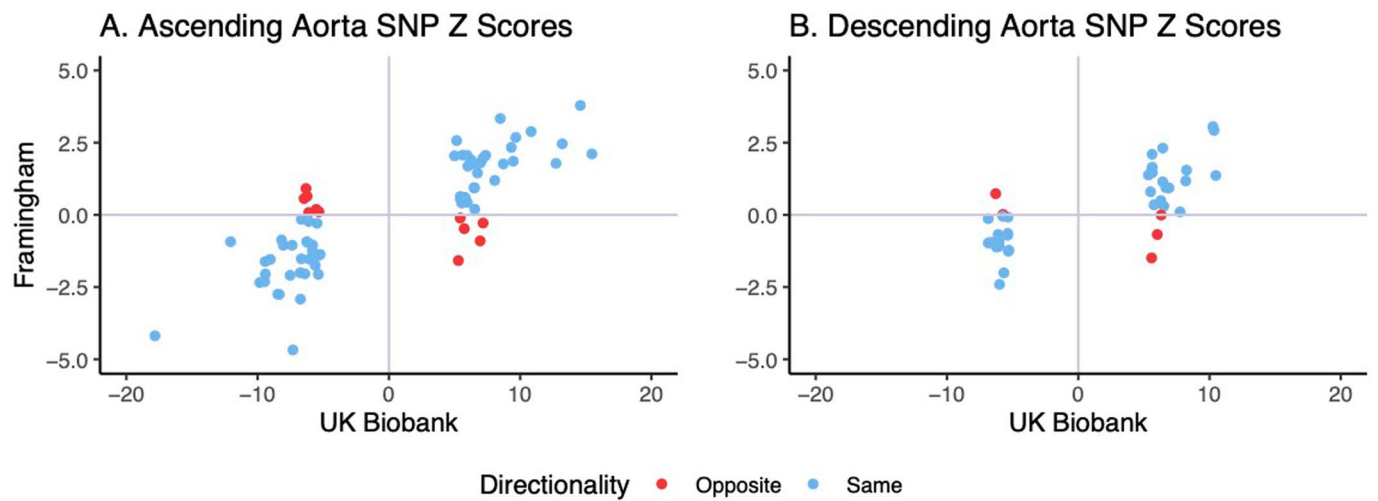 A. Ascending Aorta SNP Z Scores
5.0
2.5
0.0
−2.5
−5.0
Framingham
−20 −10 0 10 20
UK Biobank
B. Descending Aorta SNP Z Scores
5.0
2.5
0.0
−2.5
−5.0
−20 −10 0 10 20
UK Biobank
Directionality Opposite Same